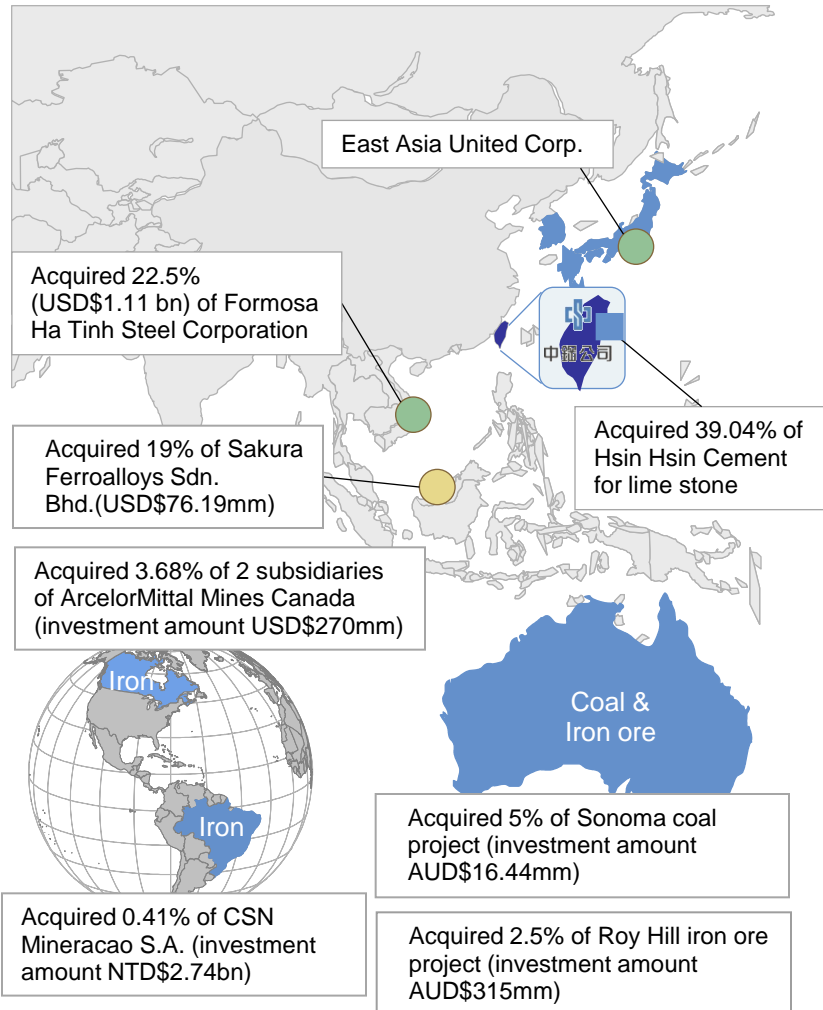 East Asia United Corp.
Acquired 22.5%
(USD$1.11 bn) of Formosa
Ha Tinh Steel Corporation
中鋼公司
Acquired 39.04% of
Hsin Hsin Cement
for lime stone
Acquired 19% of Sakura
Ferroalloys Sdn.
Bhd.(USD$76.19mm)
Acquired 3.68% of 2 subsidiaries
of ArcelorMittal Mines Canada
(investment amount USD$270mm)
Iron
Iron
Coal &
Iron ore
Acquired 5% of Sonoma coal
project (investment amount
AUD$16.44mm)
Acquired 0.41% of CSN
Mineracao S.A. (investment
amount NTD$2.74bn)
Acquired 2.5% of Roy Hill iron ore
project (investment amount
AUD$315mm)